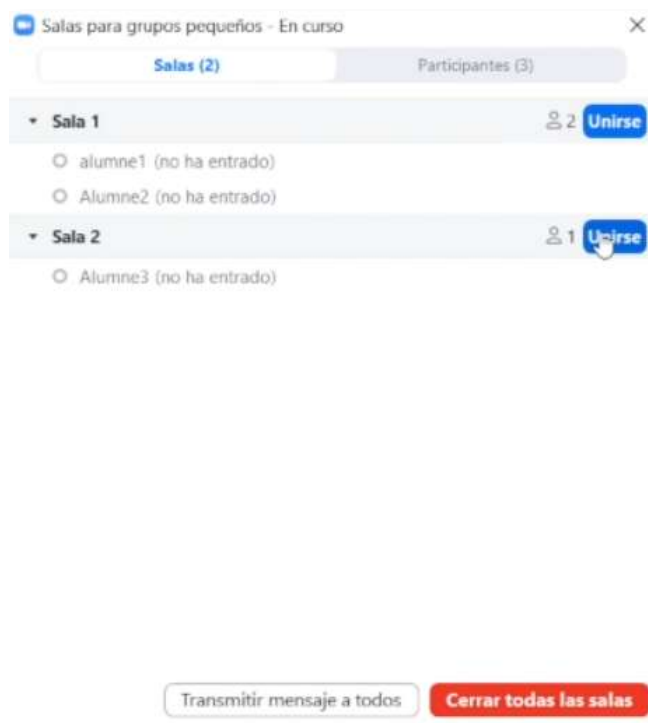 Salas para grupos pequeños - En curso
Salas (2) Participantes (3)
Sala 1 2 Unirse
alumne1 (no ha entrado)
Alumne2 (no ha entrado)
Sala 2 1 Unirse
Alumne3 (no ha entrado)
Transmitir mensaje a todos Cerrar todas las salas